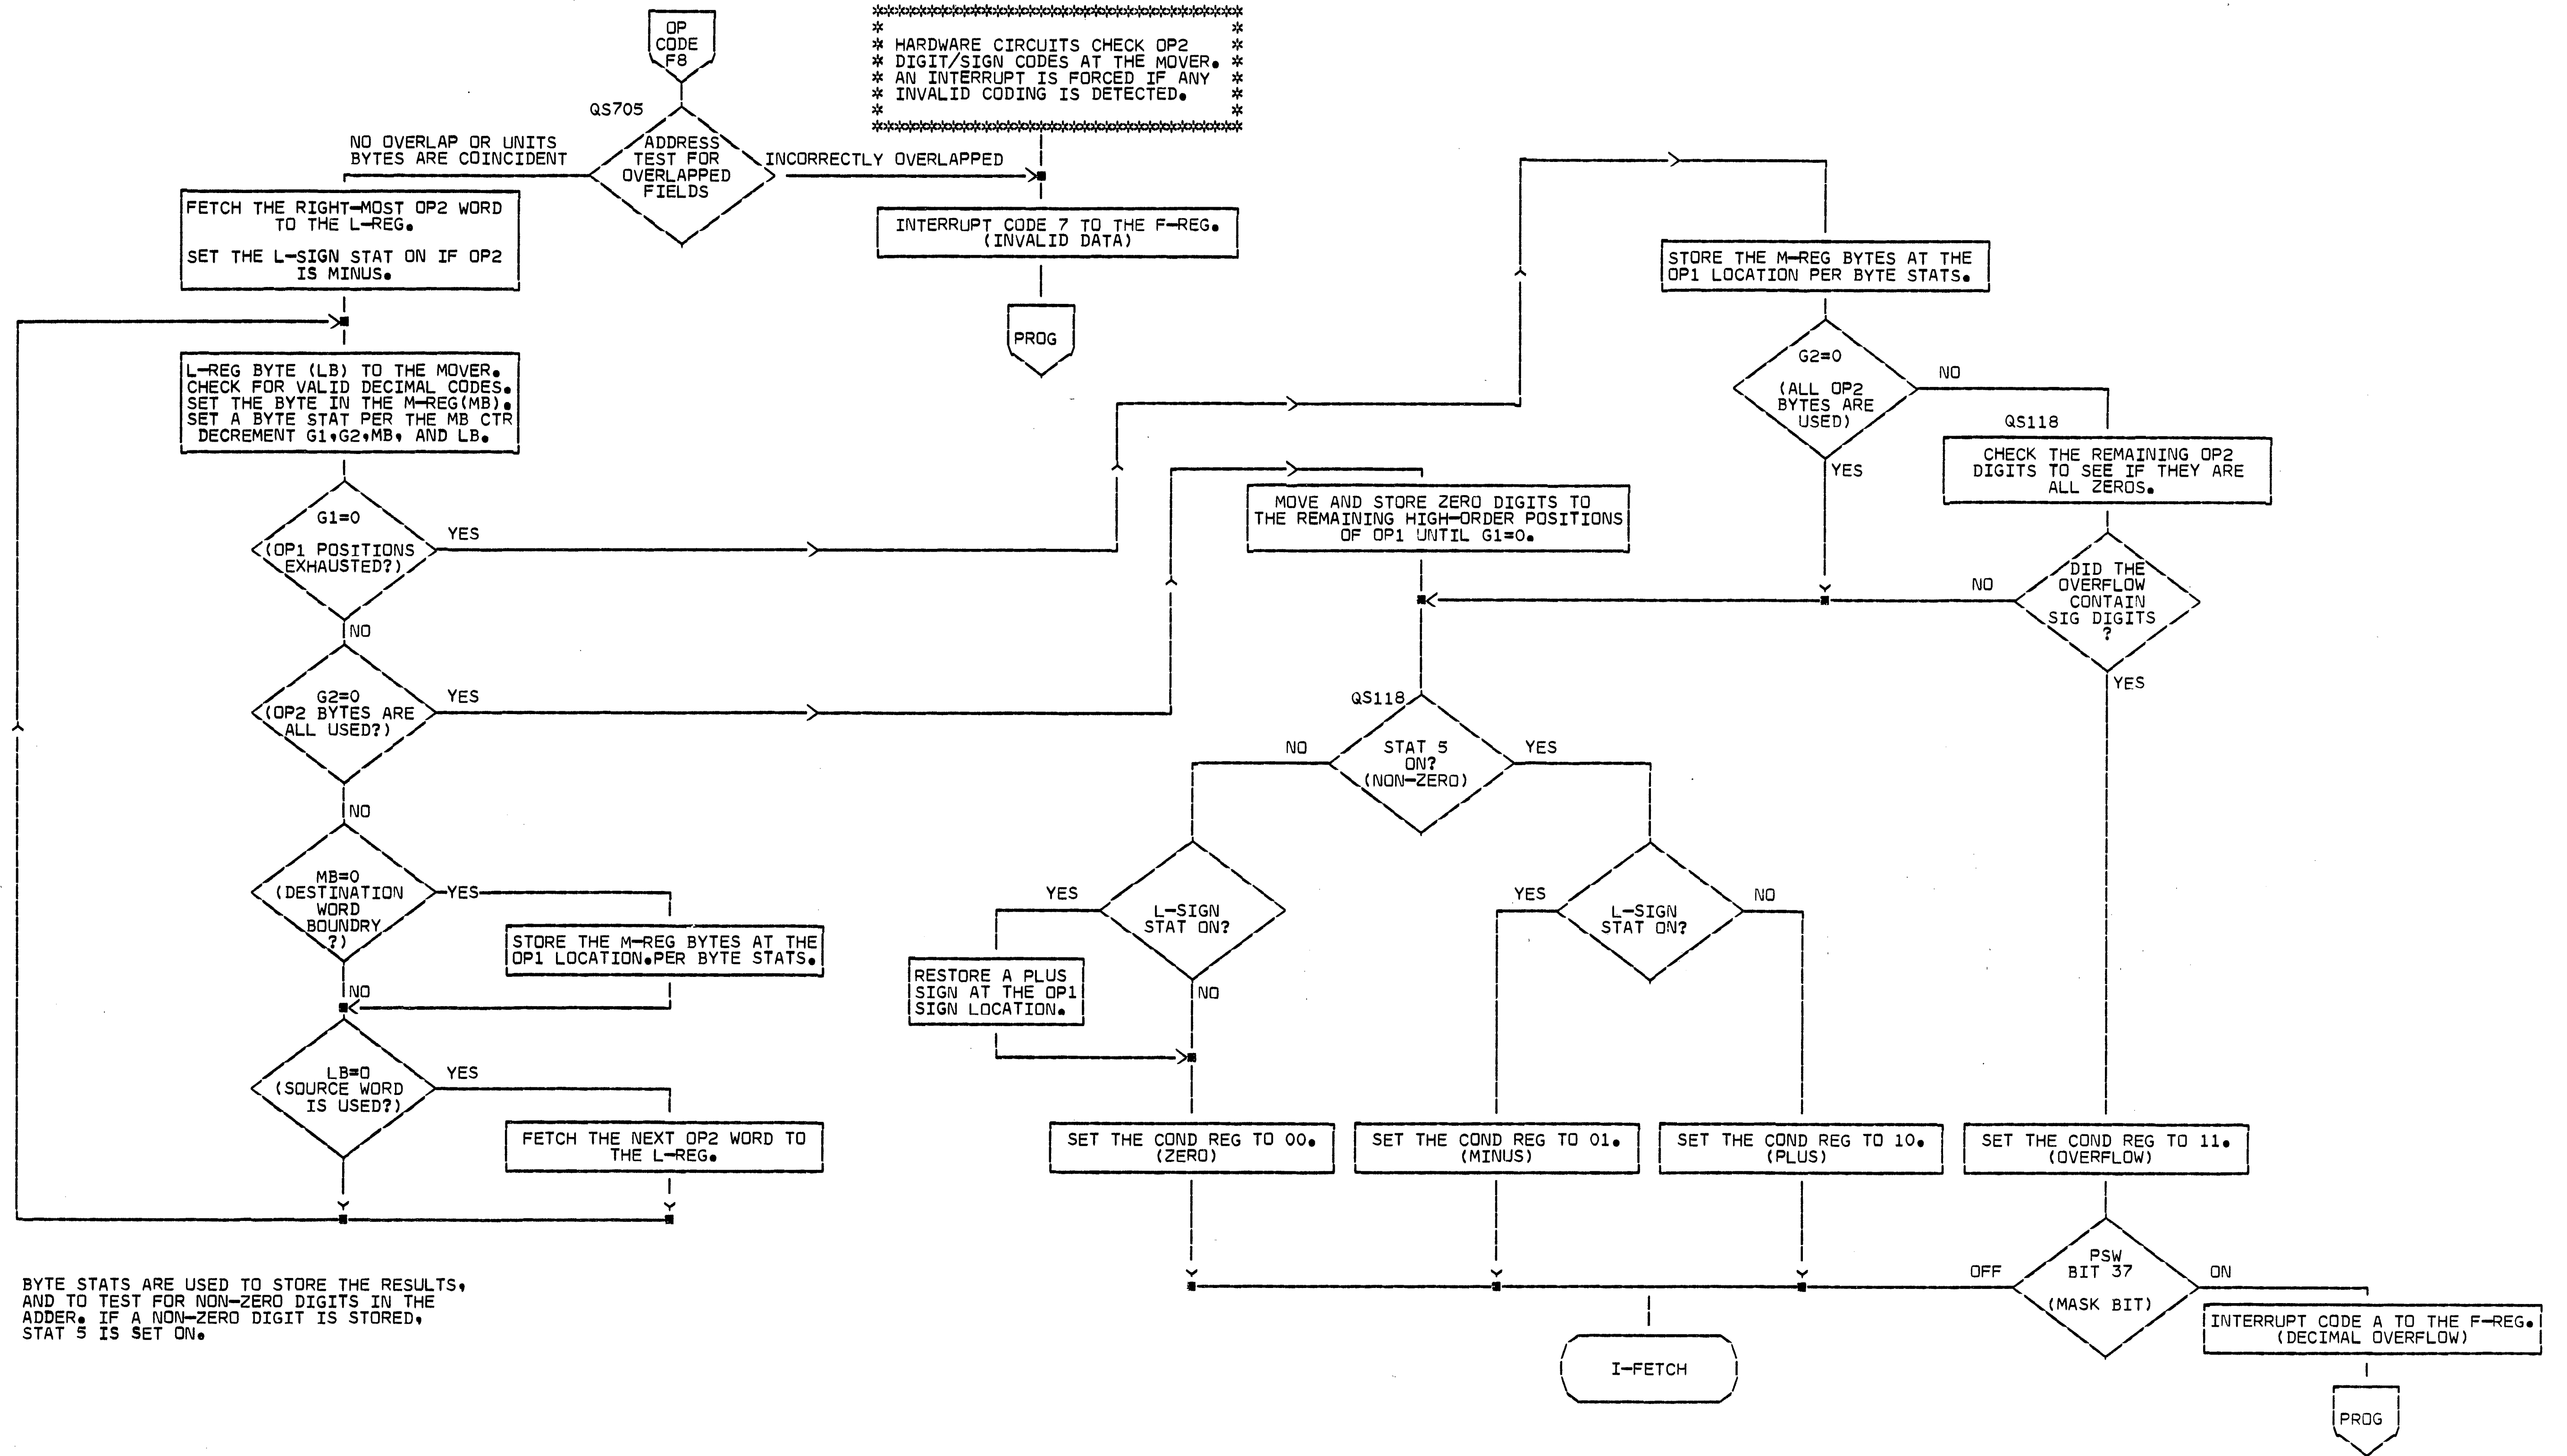 OP
CODE
F8
HARDWARE CIRCUITS CHECK OP2
DIGIT/SIGN CODES AT THE MOVER.
AN INTERRUPT IS FORCED IF ANY
INVALID CODING IS DETECTED.
QS705
ADDRESS
TEST FOR
OVERLAPPED
FIELDS
NO OVERLAP OR UNITS
BYTES ARE COINCIDENT
INCORRECTLY OVERLAPPED
FETCH THE RIGHT-MOST OP2 WORD
TO THE L-REG.
SET THE L-SIGN STAT ON IF OP2
IS MINUS.
INTERRUPT CODE 7 TO THE F-REG.
(INVALID DATA)
PROG
L-REG BYTE (LB) TO THE MOVER.
CHECK FOR VALID DECIMAL CODES.
SET THE BYTE IN THE M-REG(MB).
SET A BYTE STAT PER THE MB CTR
DECREMENT G1,G2,MB, AND LB.
G1=0
(OP1 POSITIONS
EXHAUSTED?)
YES
NO
G2=0
(OP2 BYTES ARE
ALL USED?)
YES
NO
MB=0
(DESTINATION
WORD
BOUNDRY
?)
YES
STORE THE M-REG BYTES AT THE
OP1 LOCATION.PER BYTE STATS.
NO
LB=0
(SOURCE WORD
IS USED?)
YES
FETCH THE NEXT OP2 WORD TO
THE L-REG.
BYTE STATS ARE USED TO STORE THE RESULTS,
AND TO TEST FOR NON-ZERO DIGITS IN THE
ADDER. IF A NON-ZERO DIGIT IS STORED,
STAT 5 IS SET ON.
STORE THE M-REG BYTES AT THE
OP1 LOCATION PER BYTE STATS.
G2=0
(ALL OP2
BYTES ARE
USED)
NO
YES
QS118
CHECK THE REMAINING OP2
DIGITS TO SEE IF THEY ARE
ALL ZEROS.
MOVE AND STORE ZERO DIGITS TO
THE REMAINING HIGH-ORDER POSITIONS
OF OP1 UNTIL G1=0.
DID THE
OVERFLOW
CONTAIN
SIG DIGITS
?
NO
YES
QS118
STAT 5
ON?
(NON-ZERO)
NO
YES
L-SIGN
STAT ON?
YES
NO
RESTORE A PLUS
SIGN AT THE OP1
SIGN LOCATION.
L-SIGN
STAT ON?
YES
NO
SET THE COND REG TO 00.
(ZERO)
SET THE COND REG TO 01.
(MINUS)
SET THE COND REG TO 10.
(PLUS)
SET THE COND REG TO 11.
(OVERFLOW)
PSW
BIT 37
(MASK BIT)
OFF
ON
INTERRUPT CODE A TO THE F-REG.
(DECIMAL OVERFLOW)
I-FETCH
PROG